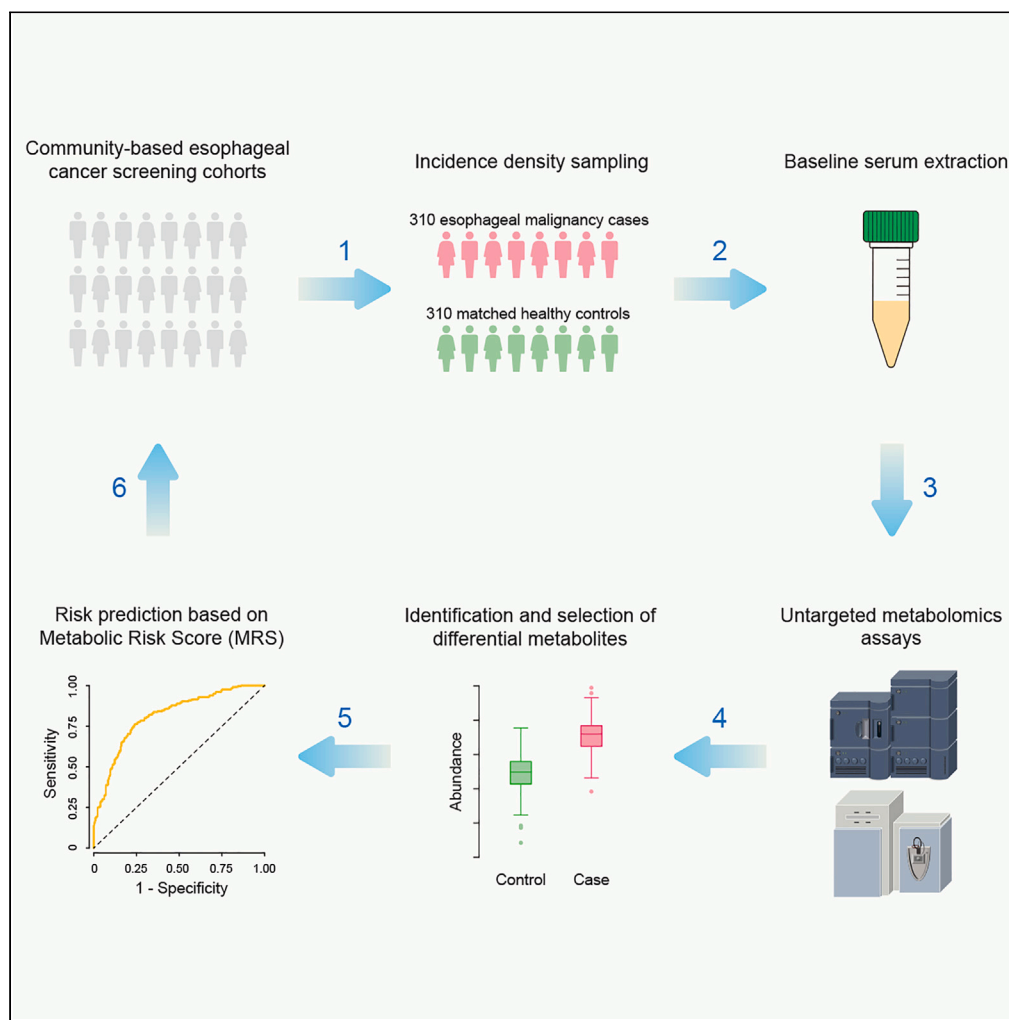 Community-based esophageal
cancer screening cohorts
1
Incidence density sampling
310 esophageal malignancy cases
310 matched healthy controls
2
Baseline serum extraction
3
Untargeted metabolomics
assays
4
Identification and selection of
differential metabolites
Abundance
Control
Case
5
Risk prediction based on
Metabolic Risk Score (MRS)
1.00
0.75
0.50
0.25
0
Sensitivity
0
0.25
0.50
0.75
1.00
1 - Specificity
6